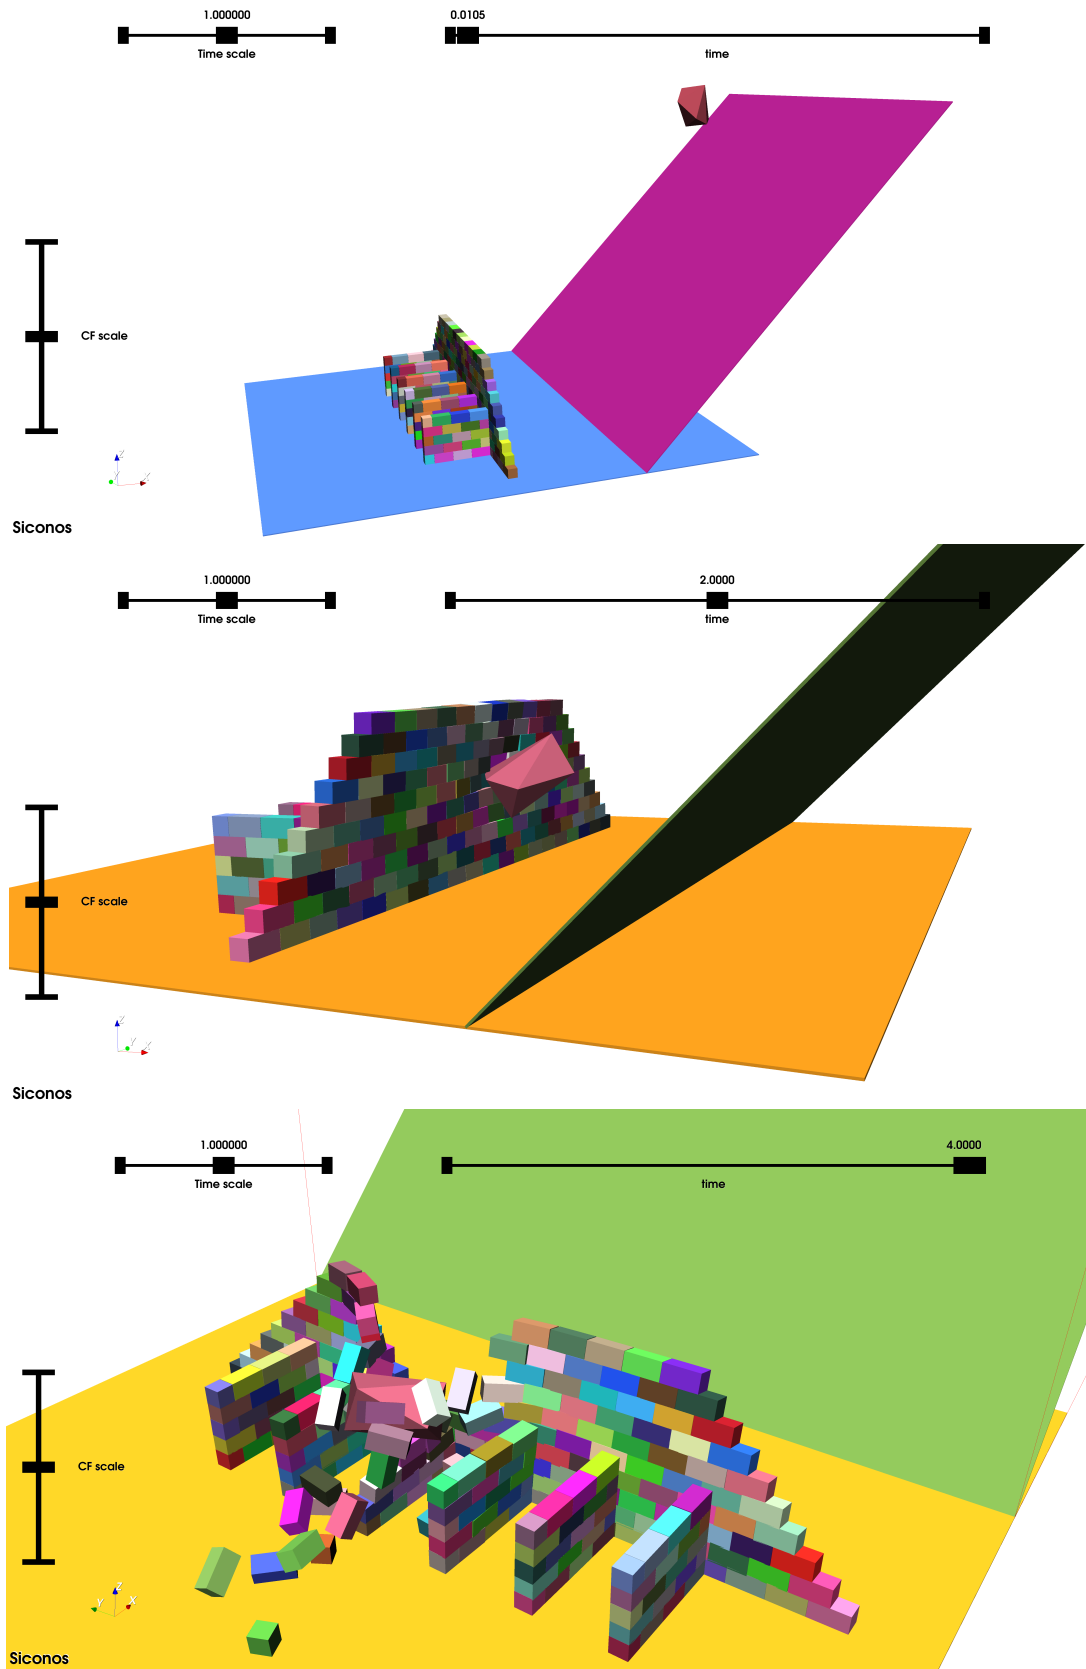 1.000000
0.0105
Time scale
time
CF scale
Z
Siconos
1.000000
2.0000
Time scale
time
CF scale
Z
Y
Siconos
1.000000
4.0000
Time scale
time
CF scale
Z
Y
X
Siconos